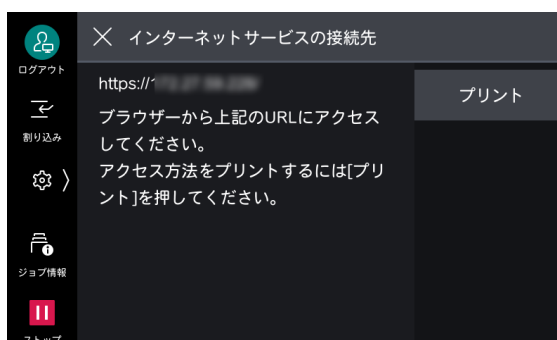 インターネットサービスの接続先
ログアウト
https://
プリント
ブラウザーから上記のURLにアクセス
してください。
割り込み
アクセス方法をプリントするには[プリ
ント]を押してください。
ジョブ情報
ストップ